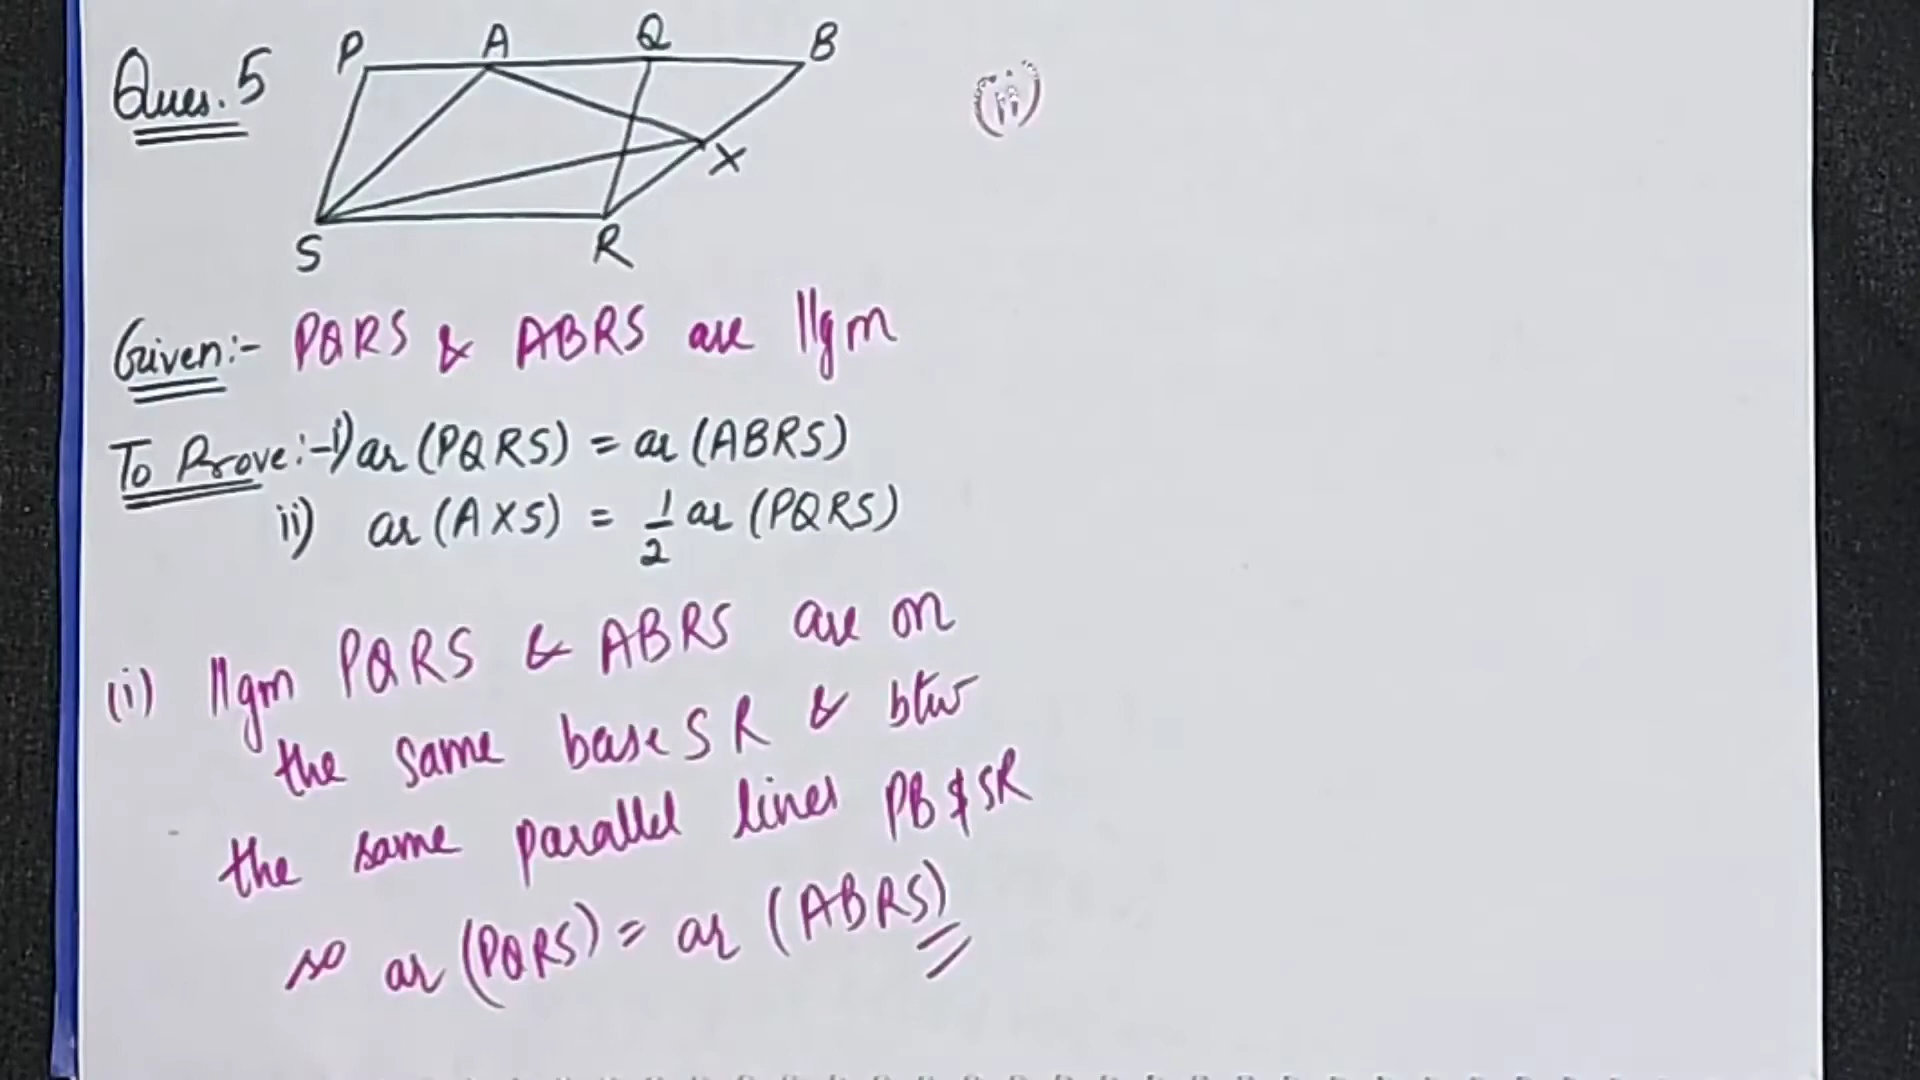 Ques. 5
P A Q B
X
S R
(ii)
Given:- PQRS & ABRS are ||gm
To Prove:-i) ar (PQRS) = ar (ABRS)
ii) ar (AXS) = 1/2 ar (PQRS)
(i) ||gm PQRS & ABRS are on
the same base SR & btw
the same parallel lines PB & SR
so ar (PQRS) = ar (ABRS)